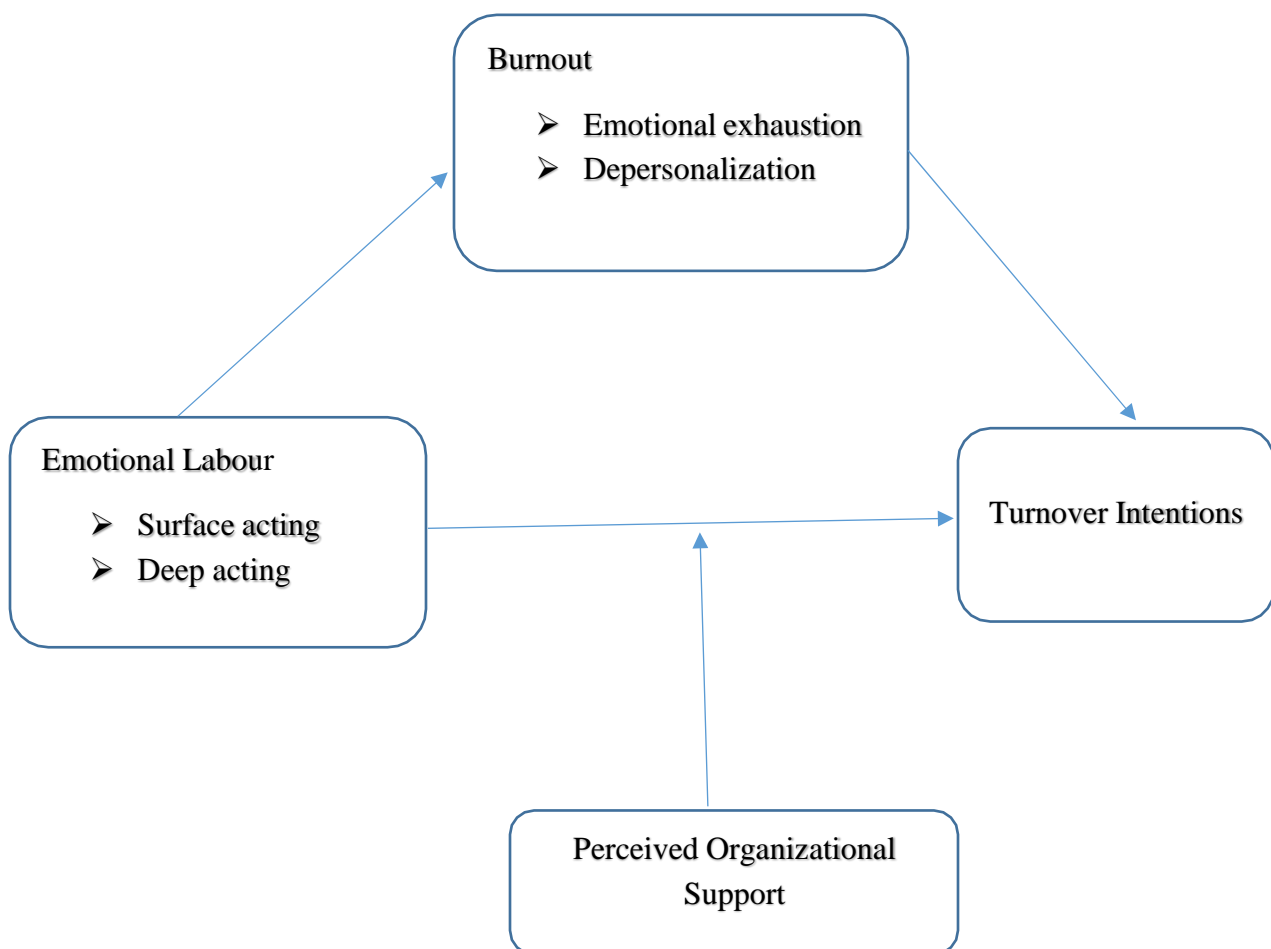 Burnout
➢ Emotional exhaustion
➢ Depersonalization
Emotional Labour
➢ Surface acting
➢ Deep acting
Turnover Intentions
Perceived Organizational
Support